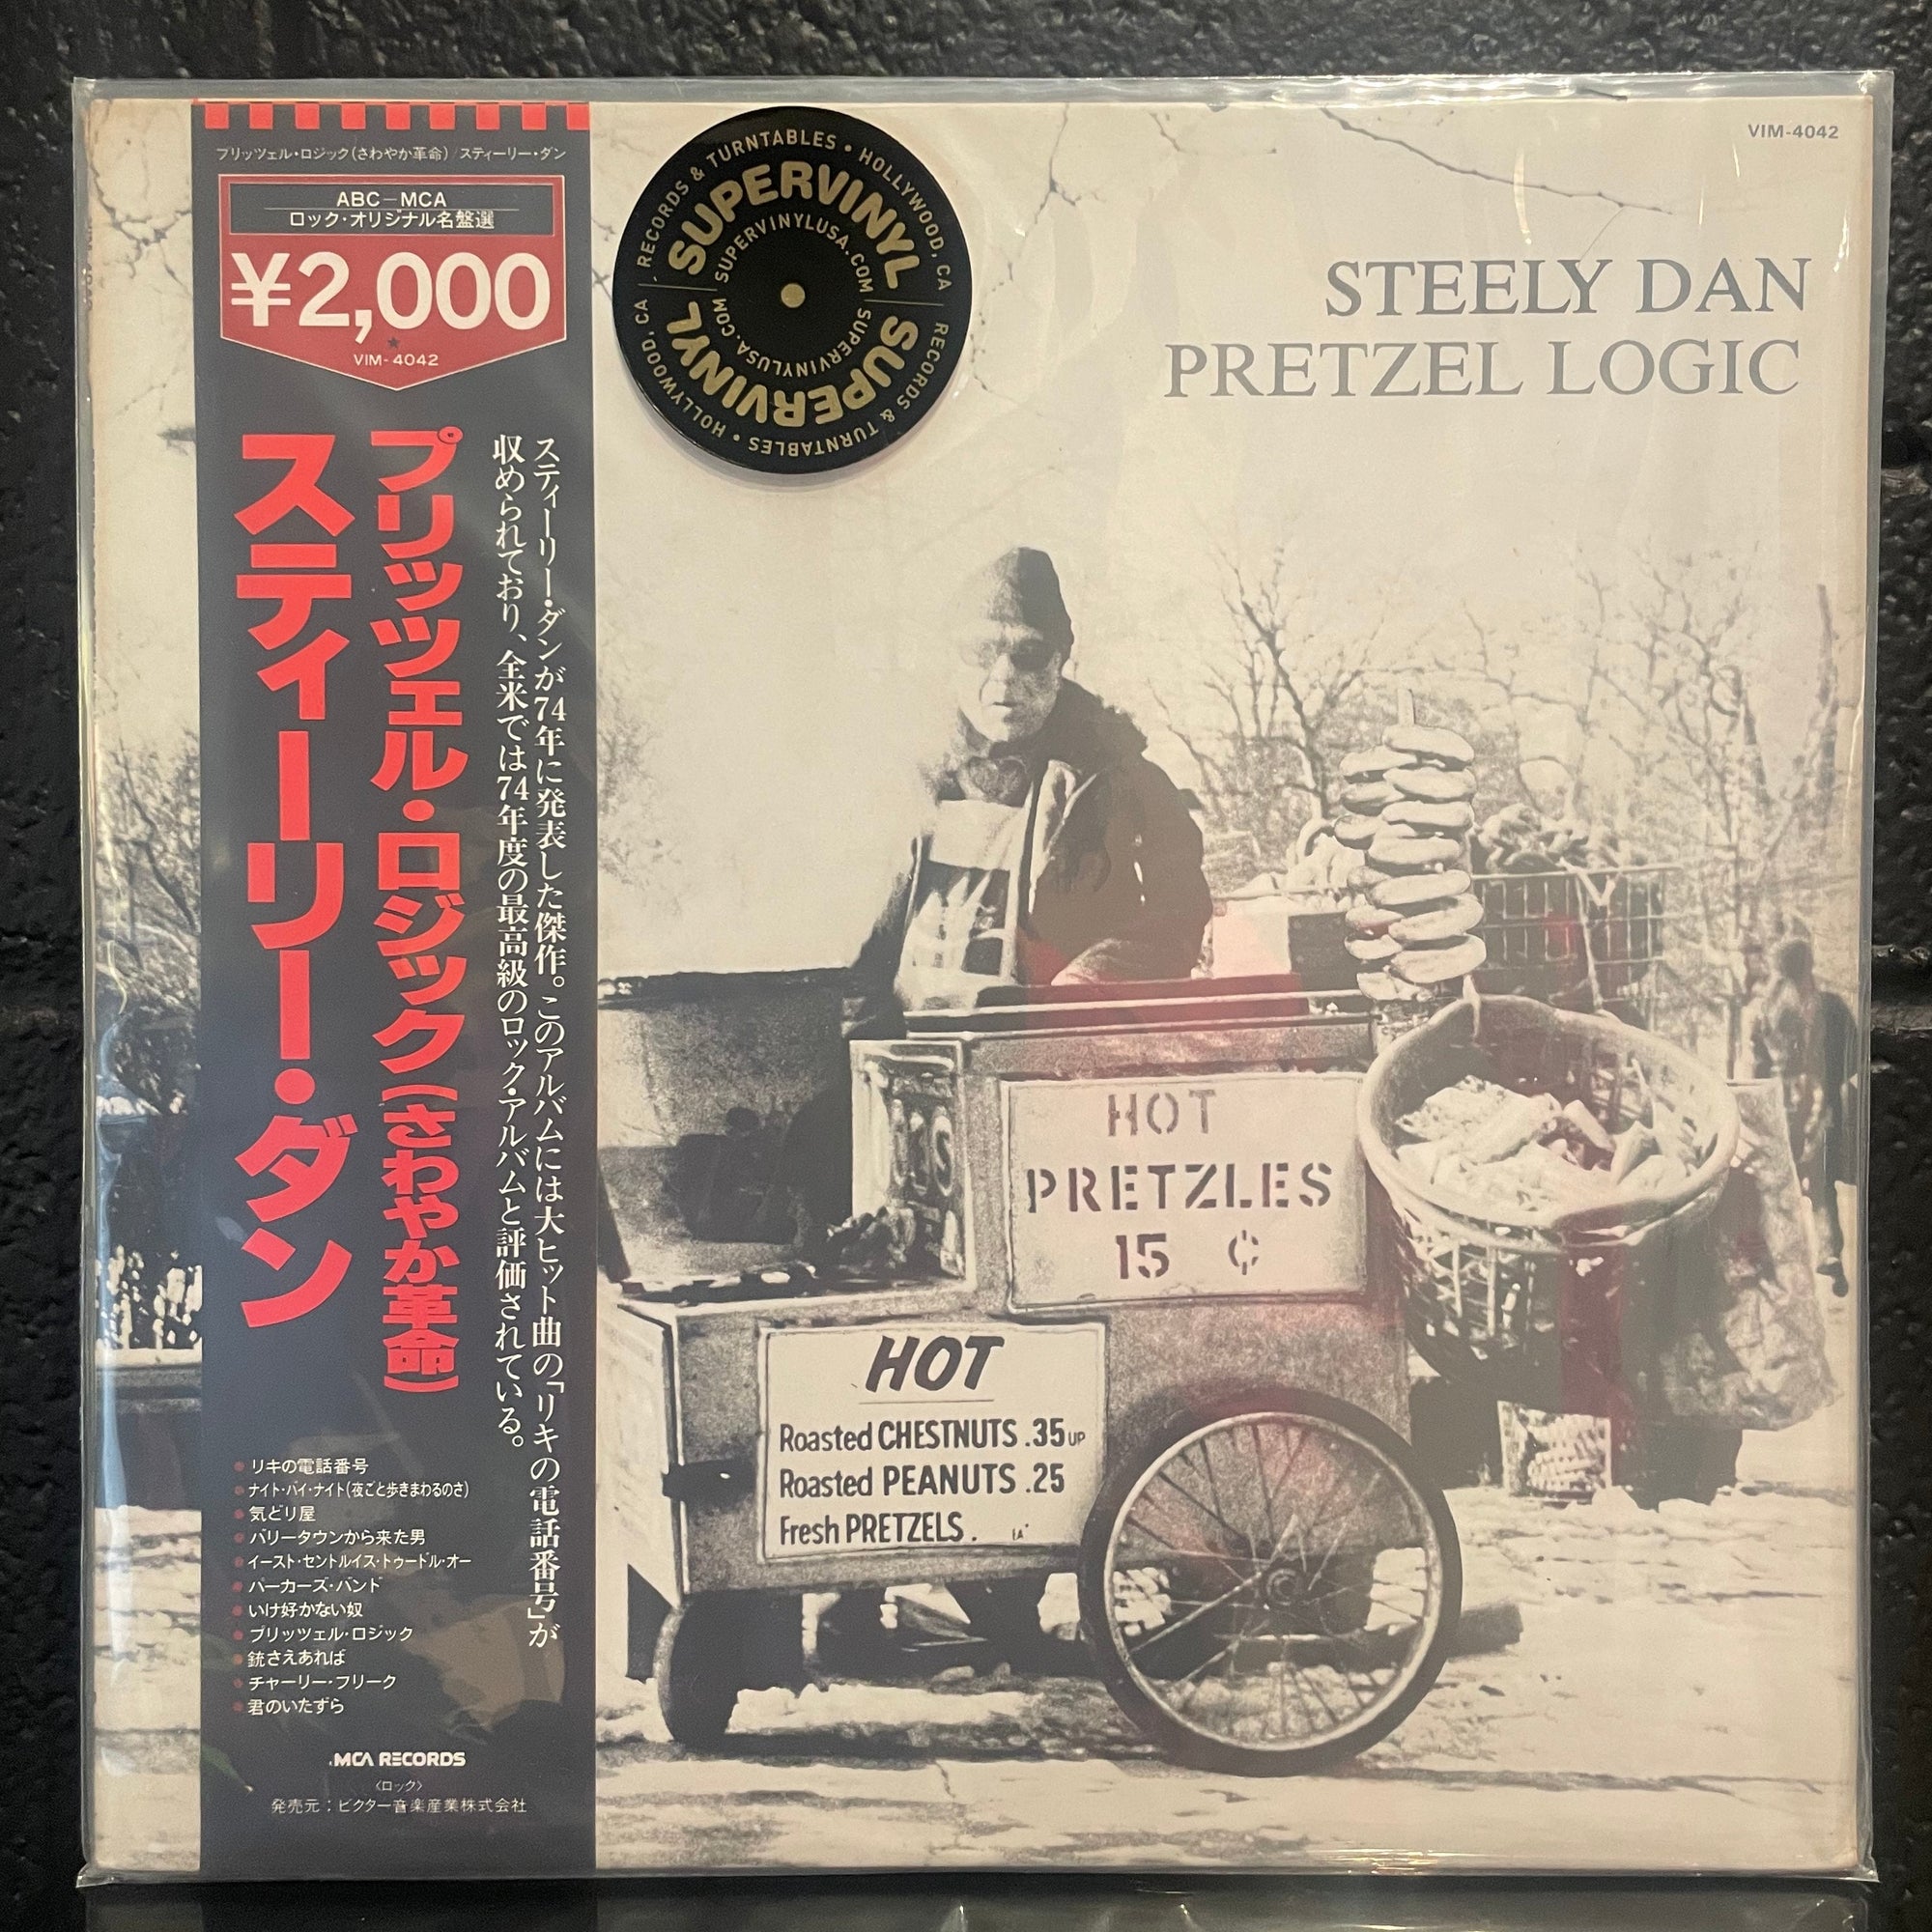 プリッツェル・ロジック(さわやか革命)/スティーリー・ダン
ABC－MCA
ロック・オリジナル名盤選
¥2,000
VIM-4042
スティーリー・ダンが74年に発表した傑作。このアルバムには大ヒット曲の「リキの電話番号」が
収められており、全米では74年度の最高級のロック・アルバムと評価されている。
プリッツェル・ロジック(さわやか革命)
スティーリー・ダン
リキの電話番号
ナイト・バイ・ナイト(夜ごと歩きまわるのさ)
気どり屋
バリータウンから来た男
イースト・セントルイス・トゥードル・オー
パーカーズ・バンド
いけ好かない奴
プリッツェル・ロジック
銃さえあれば
チャーリー・フリーク
君のいたずら
MCA RECORDS
〈ロック〉
発売元：ビクター音楽産業株式会社
RECORDS & TURNTABLES • HOLLYWOOD, CA
SUPERVINYL
SUPERVINYLUSA.COM
SUPERVINYLUSA.COM
SUPERVINYL
RECORDS & TURNTABLES • HOLLYWOOD, CA
VIM-4042
STEELY DAN
PRETZEL LOGIC
HOT
PRETZLES
15 ¢
HOT
Roasted CHESTNUTS .35 UP
Roasted PEANUTS .25
Fresh PRETZELS .